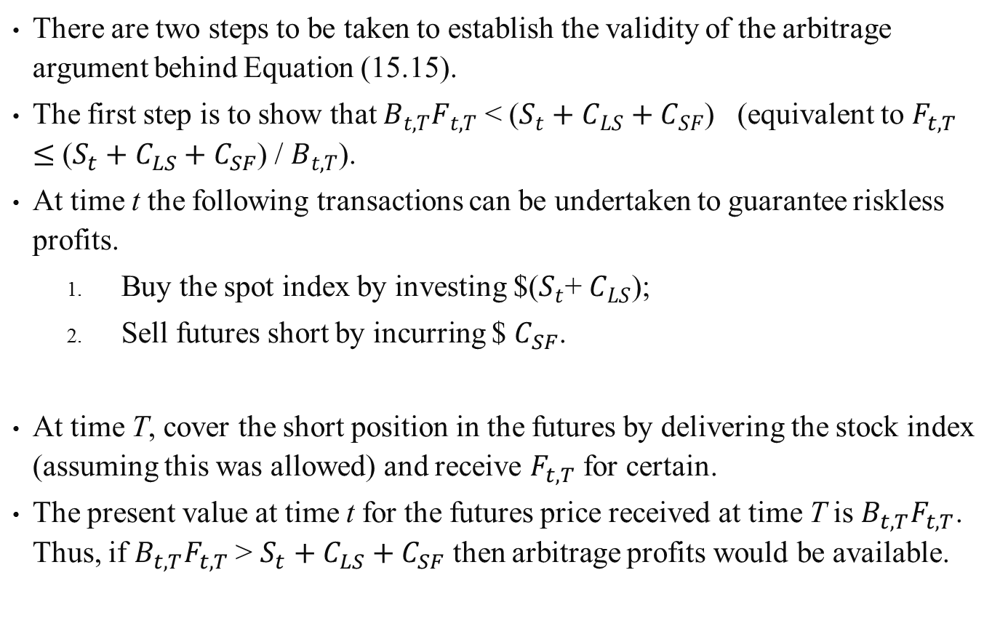 • There are two steps to be taken to establish the validity of the arbitrage
argument behind Equation (15.15).
• The first step is to show that B_{t,T}F_{t,T} < (S_t + C_{LS} + C_{SF})  (equivalent to F_{t,T}
≤ (S_t + C_{LS} + C_{SF}) / B_{t,T}).
• At time t the following transactions can be undertaken to guarantee riskless
profits.
1. Buy the spot index by investing $(S_t+ C_{LS});
2. Sell futures short by incurring $ C_{SF}.
• At time T, cover the short position in the futures by delivering the stock index
(assuming this was allowed) and receive F_{t,T} for certain.
• The present value at time t for the futures price received at time T is B_{t,T}F_{t,T}.
Thus, if B_{t,T}F_{t,T} > S_t + C_{LS} + C_{SF} then arbitrage profits would be available.